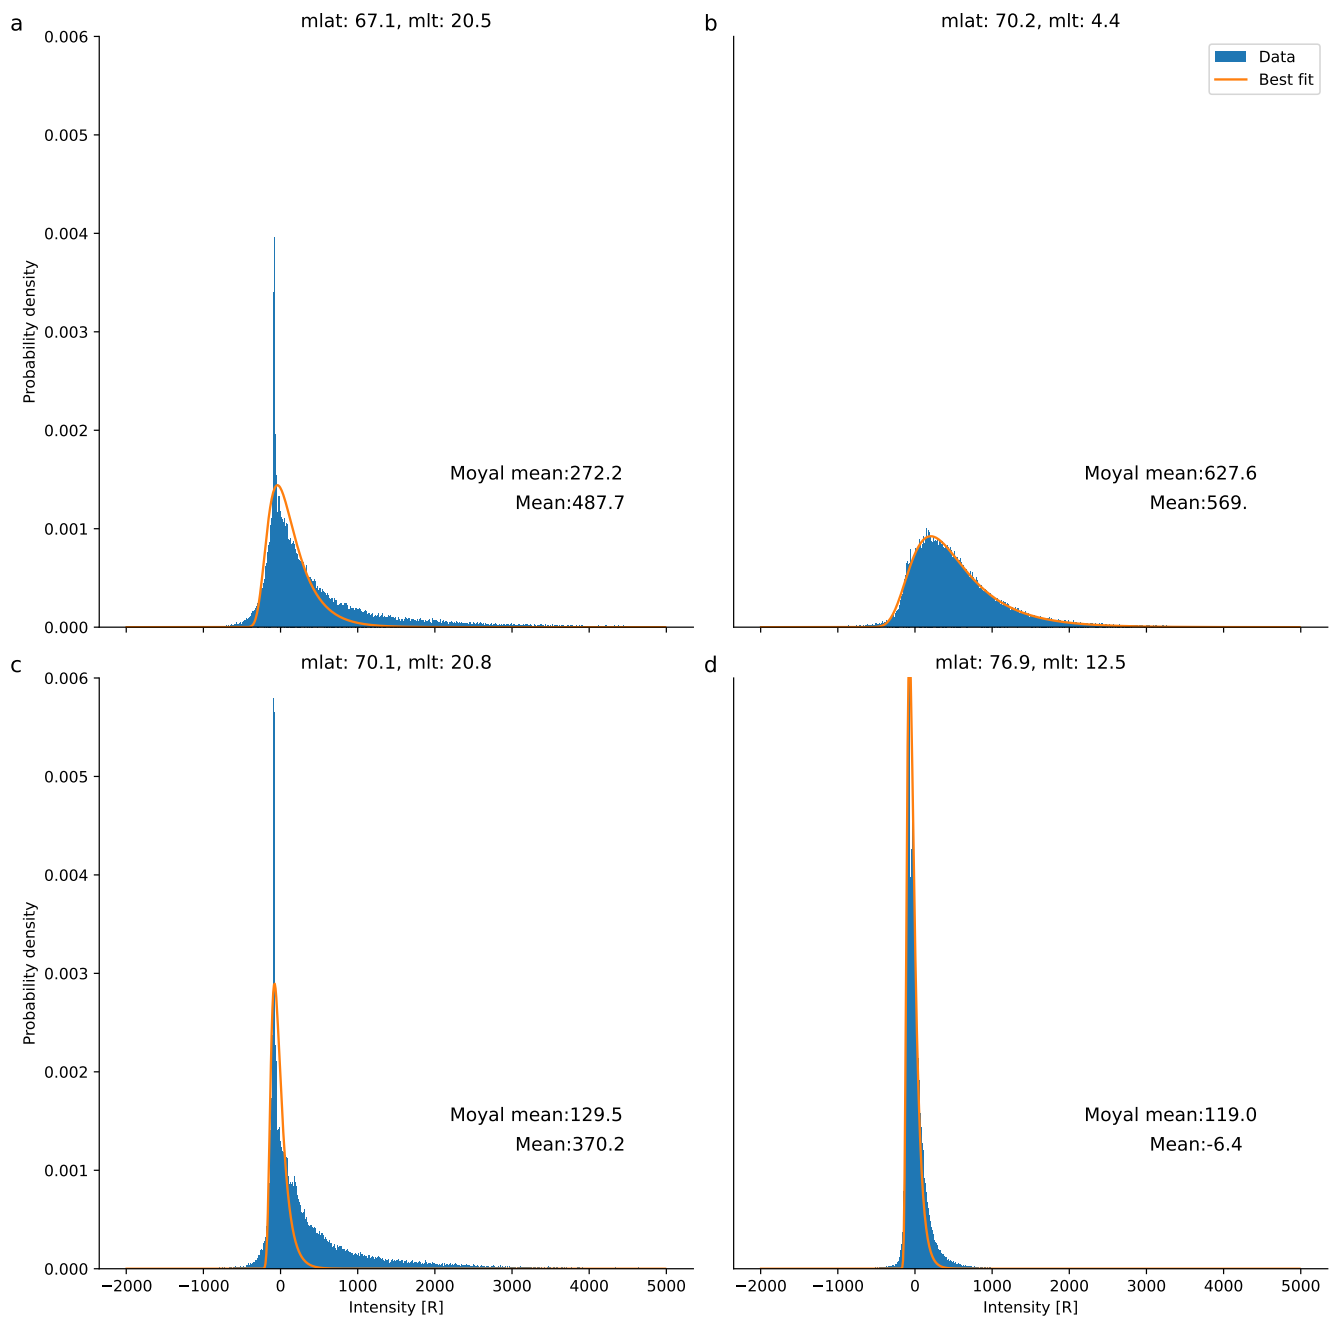 a
mlat: 67.1, mlt: 20.5
0.006
0.005
0.004
0.003
0.002
0.001
0.000
Probability density
Moyal mean:272.2
Mean:487.7
b
mlat: 70.2, mlt: 4.4
Data
Best fit
Moyal mean:627.6
Mean:569.
c
mlat: 70.1, mlt: 20.8
0.006
0.005
0.004
0.003
0.002
0.001
0.000
Probability density
Moyal mean:129.5
Mean:370.2
−2000 −1000 0 1000 2000 3000 4000 5000
Intensity [R]
d
mlat: 76.9, mlt: 12.5
Moyal mean:119.0
Mean:-6.4
−2000 −1000 0 1000 2000 3000 4000 5000
Intensity [R]